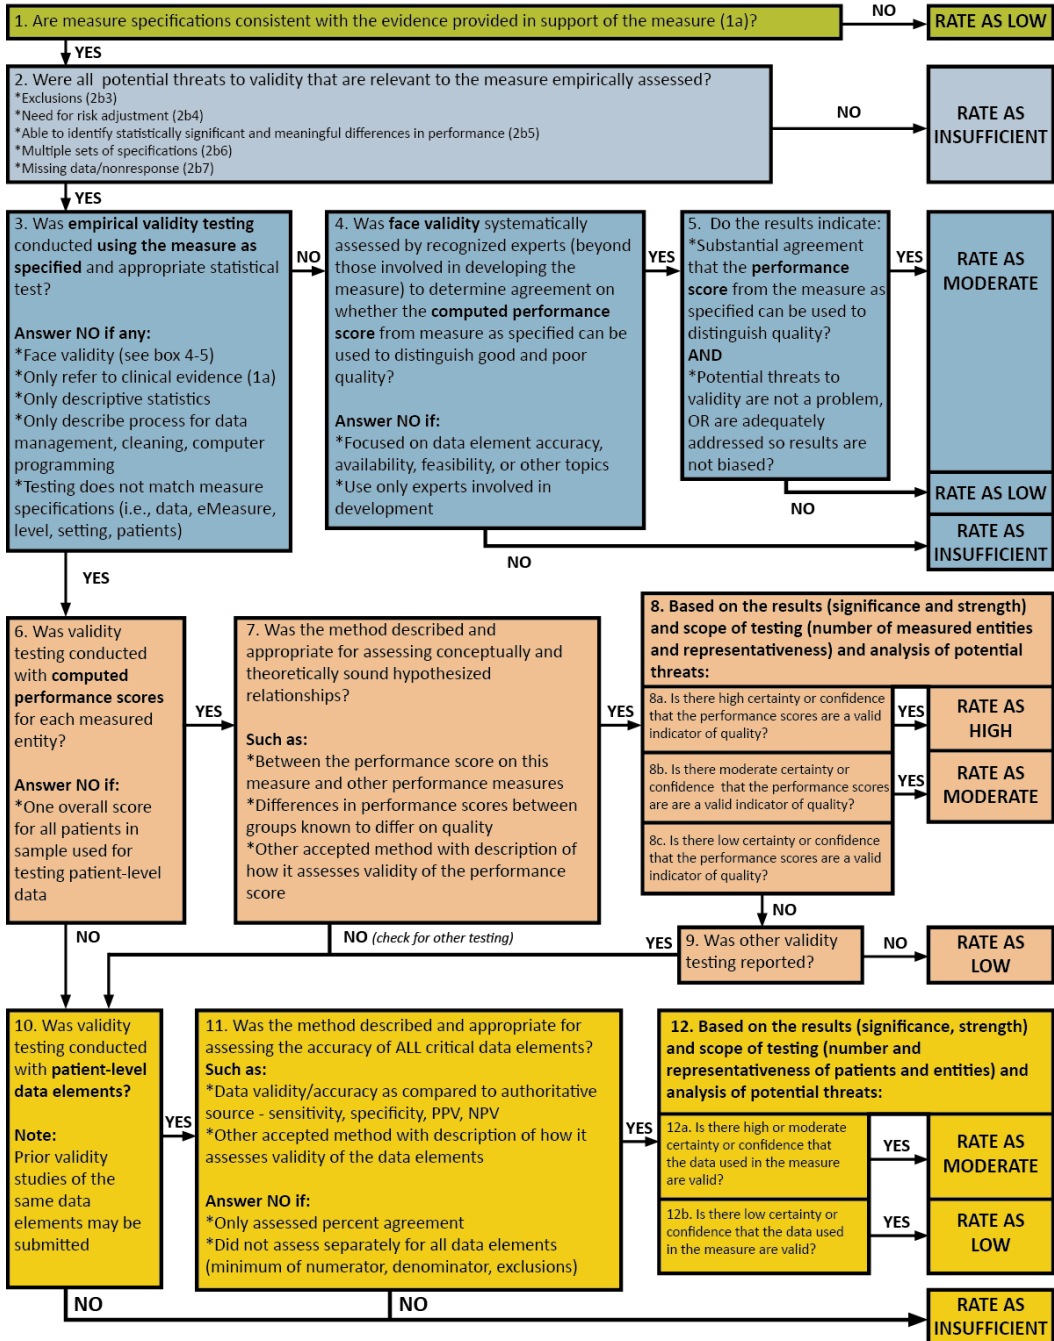 1. Are measure specifications consistent with the evidence provided in support of the measure (1a)?
NO
RATE AS LOW
YES
2. Were all potential threats to validity that are relevant to the measure empirically assessed?
*Exclusions (2b3)
*Need for risk adjustment (2b4)
*Able to identify statistically significant and meaningful differences in performance (2b5)
*Multiple sets of specifications (2b6)
*Missing data/nonresponse (2b7)
NO
RATE AS
INSUFFICIENT
YES
3. Was empirical validity testing
conducted using the measure as
specified and appropriate statistical
test?
Answer NO if any:
*Face validity (see box 4-5)
*Only refer to clinical evidence (1a)
*Only descriptive statistics
*Only describe process for data
management, cleaning, computer
programming
*Testing does not match measure
specifications (i.e., data, eMeasure,
level, setting, patients)
NO
4. Was face validity systematically
assessed by recognized experts (beyond
those involved in developing the
measure) to determine agreement on
whether the computed performance
score from measure as specified can be
used to distinguish good and poor
quality?
Answer NO if:
*Focused on data element accuracy,
availability, feasibility, or other topics
*Use only experts involved in
development
YES
5. Do the results indicate:
*Substantial agreement
that the performance
score from the measure as
specified can be used to
distinguish quality?
AND
*Potential threats to
validity are not a problem,
OR are adequately
addressed so results are
not biased?
YES
RATE AS
MODERATE
NO
RATE AS LOW
NO
RATE AS
INSUFFICIENT
YES
6. Was validity
testing conducted
with computed
performance scores
for each measured
entity?
Answer NO if:
*One overall score
for all patients in
sample used for
testing patient-level
data
YES
7. Was the method described and
appropriate for assessing conceptually and
theoretically sound hypothesized
relationships?
Such as:
*Between the performance score on this
measure and other performance measures
*Differences in performance scores between
groups known to differ on quality
*Other accepted method with description of
how it assesses validity of the performance
score
YES
8. Based on the results (significance and strength)
and scope of testing (number of measured entities
and representativeness) and analysis of potential
threats:
8a. Is there high certainty or confidence
that the performance scores are a valid
indicator of quality?
YES
RATE AS
HIGH
8b. Is there moderate certainty or
confidence that the performance scores
are are a valid indicator of quality?
YES
RATE AS
MODERATE
8c. Is there low certainty or confidence
that the performance scores are a valid
indicator of quality?
NO
NO
NO (check for other testing)
YES
9. Was other validity
testing reported?
NO
RATE AS
LOW
10. Was validity
testing conducted
with patient-level
data elements?
Note:
Prior validity
studies of the
same data
elements may be
submitted
YES
11. Was the method described and appropriate for
assessing the accuracy of ALL critical data elements?
Such as:
*Data validity/accuracy as compared to authoritative
source - sensitivity, specificity, PPV, NPV
*Other accepted method with description of how it
assesses validity of the data elements
Answer NO if:
*Only assessed percent agreement
*Did not assess separately for all data elements
(minimum of numerator, denominator, exclusions)
YES
12. Based on the results (significance, strength)
and scope of testing (number and
representativeness of patients and entities) and
analysis of potential threats:
12a. Is there high or moderate
certainty or confidence that
the data used in the measure
are valid?
YES
RATE AS
MODERATE
12b. Is there low certainty or
confidence that the data used
in the measure are valid?
YES
RATE AS
LOW
NO
NO
RATE AS
INSUFFICIENT